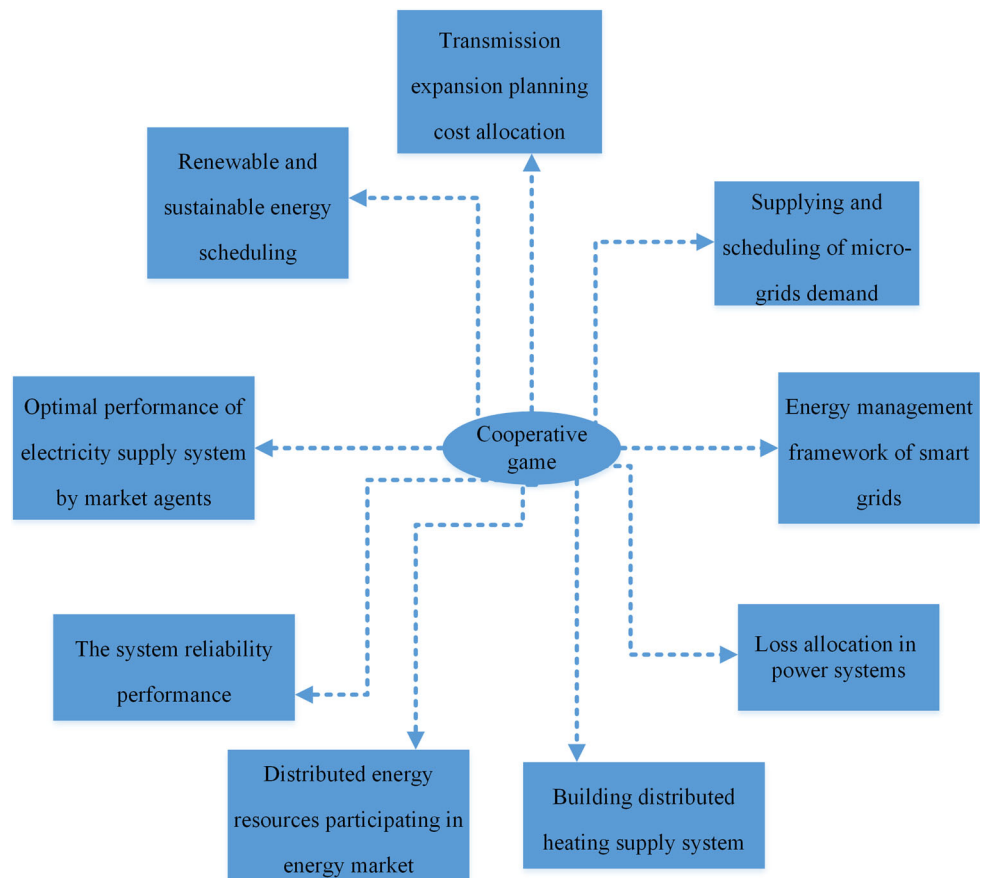 Transmission
expansion planning
cost allocation
Renewable and
sustainable energy
scheduling
Supplying and
scheduling of micro-
grids demand
Optimal performance of
electricity supply system
by market agents
Cooperative
game
Energy management
framework of smart
grids
The system reliability
performance
Loss allocation in
power systems
Distributed energy
resources participating in
energy market
Building distributed
heating supply system